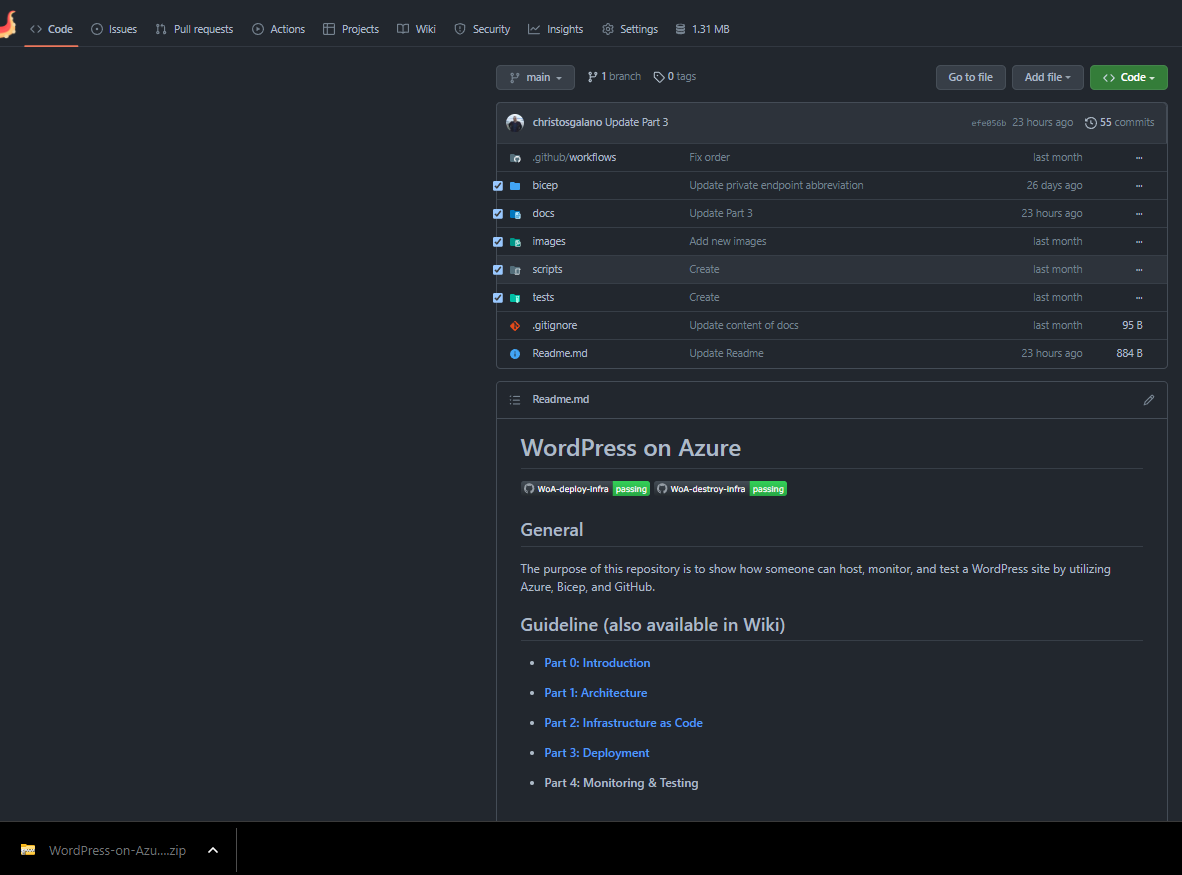 Code Issues Pull requests Actions Projects Wiki Security Insights Settings 1.31 MB
main 1 branch 0 tags Go to file Add file Code
christosgalano Update Part 3 efe056b 23 hours ago 55 commits
.github/workflows Fix order last month
bicep Update private endpoint abbreviation 26 days ago
docs Update Part 3 23 hours ago
images Add new images last month
scripts Create last month
tests Create last month
.gitignore Update content of docs last month 95 B
Readme.md Update Readme 23 hours ago 884 B
Readme.md
WordPress on Azure
WoA-deploy-infra passing WoA-destroy-infra passing
General
The purpose of this repository is to show how someone can host, monitor, and test a WordPress site by utilizing
Azure, Bicep, and GitHub.
Guideline (also available in Wiki)
Part 0: Introduction
Part 1: Architecture
Part 2: Infrastructure as Code
Part 3: Deployment
Part 4: Monitoring & Testing
WordPress-on-Azu....zip